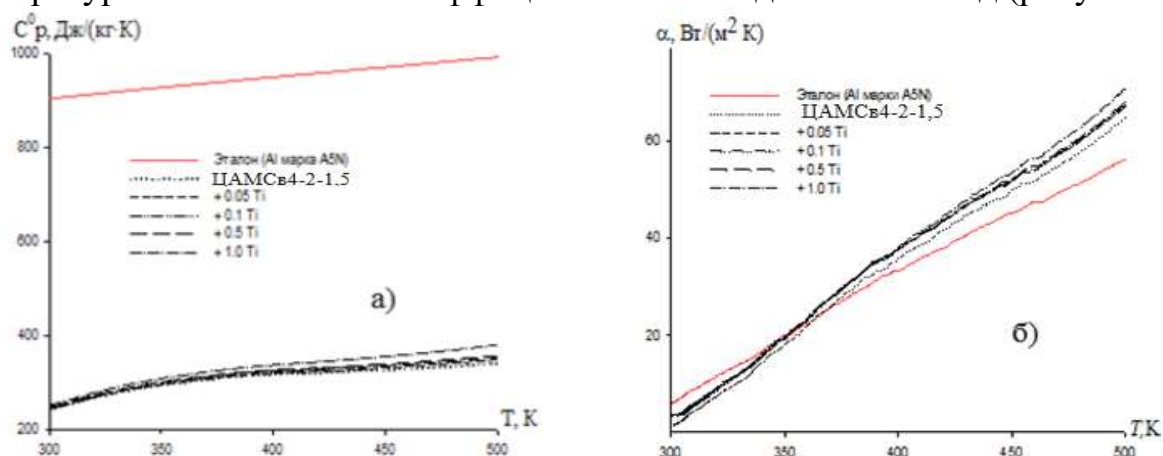 C⁰p, Дж/(кг·К)
1000
800
600
400
200
300
350
400
450
500
T, K
Эталон (Al марка A5N)
ЦАМСв4-2-1,5
+0.05 Ti
+0.1 Ti
+0.5 Ti
+1.0 Ti
а)
α, Вт/(м² К)
60
40
20
300
350
400
450
500
T,K
Эталон (Al марки A5N)
ЦАМСв4-2-1,5
+0.05 Ti
+0.1 Ti
+0.5 Ti
+1.0 Ti
б)